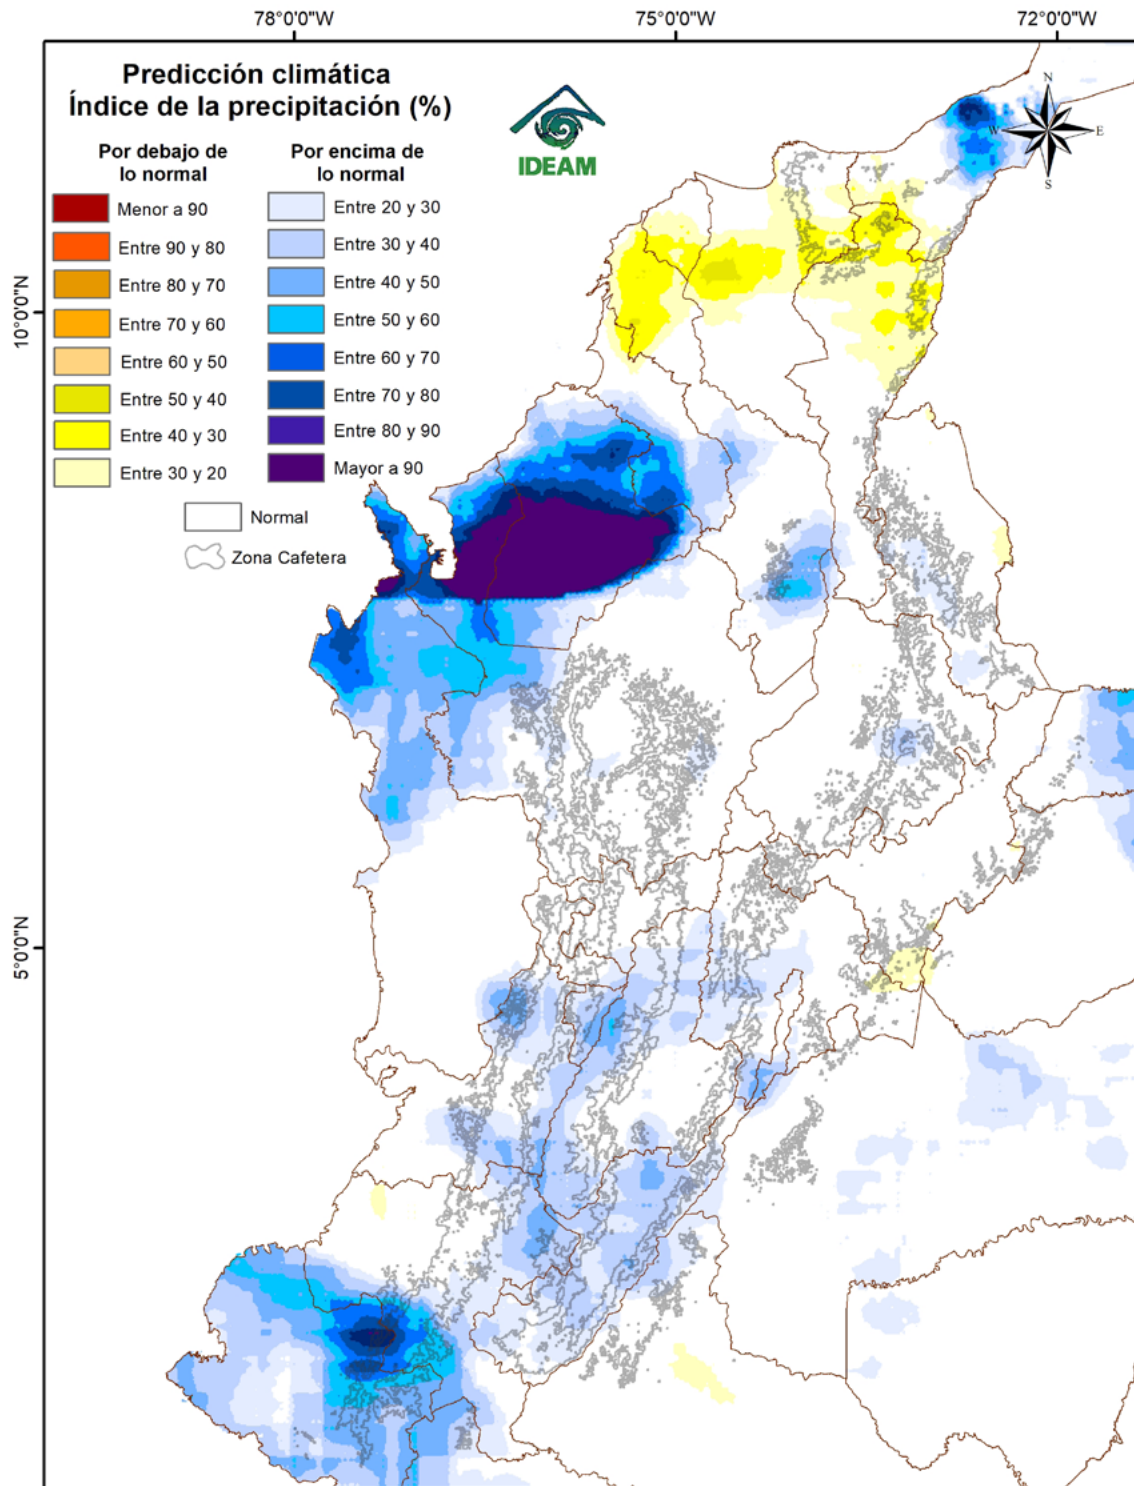 78°0'0"W
75°0'0"W
72°0'0"W
Predicción climática
Índice de la precipitación (%)
IDEAM
Por debajo de
lo normal
Menor a 90
Entre 90 y 80
Entre 80 y 70
Entre 70 y 60
Entre 60 y 50
Entre 50 y 40
Entre 40 y 30
Entre 30 y 20
Por encima de
lo normal
Entre 20 y 30
Entre 30 y 40
Entre 40 y 50
Entre 50 y 60
Entre 60 y 70
Entre 70 y 80
Entre 80 y 90
Mayor a 90
Normal
Zona Cafetera
N
W
E
S
10°0'0"N
5°0'0"N